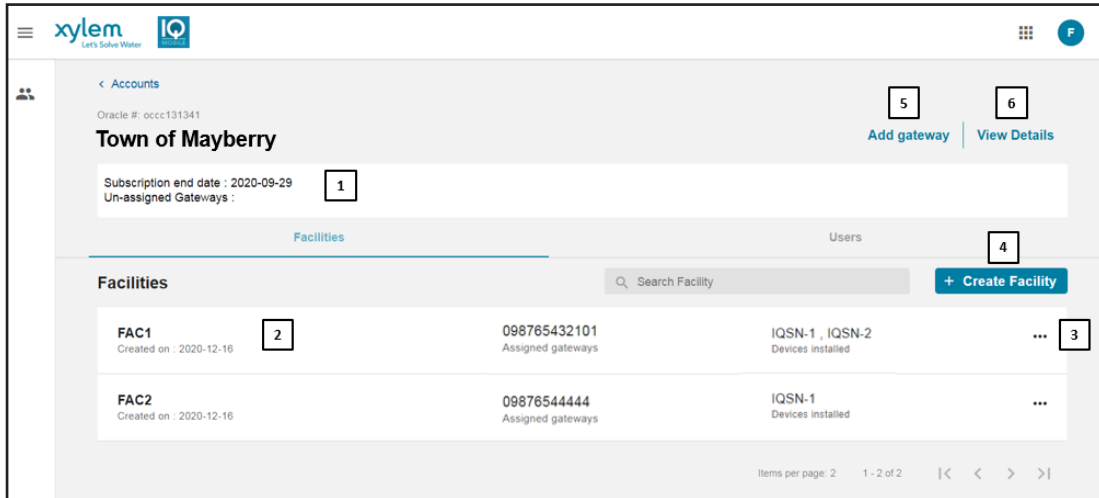 xylem
Let's Solve Water
IQ
MOBILE
F
< Accounts
Oracle #: occc131341
Town of Mayberry
5
6
Add gateway
View Details
Subscription end date : 2020-09-29
Un-assigned Gateways :
1
Facilities
Users
4
Facilities
Search Facility
+ Create Facility
FAC1
Created on : 2020-12-16
2
098765432101
Assigned gateways
IQSN-1 , IQSN-2
Devices installed
3
FAC2
Created on : 2020-12-16
09876544444
Assigned gateways
IQSN-1
Devices installed
Items per page: 2
1 - 2 of 2